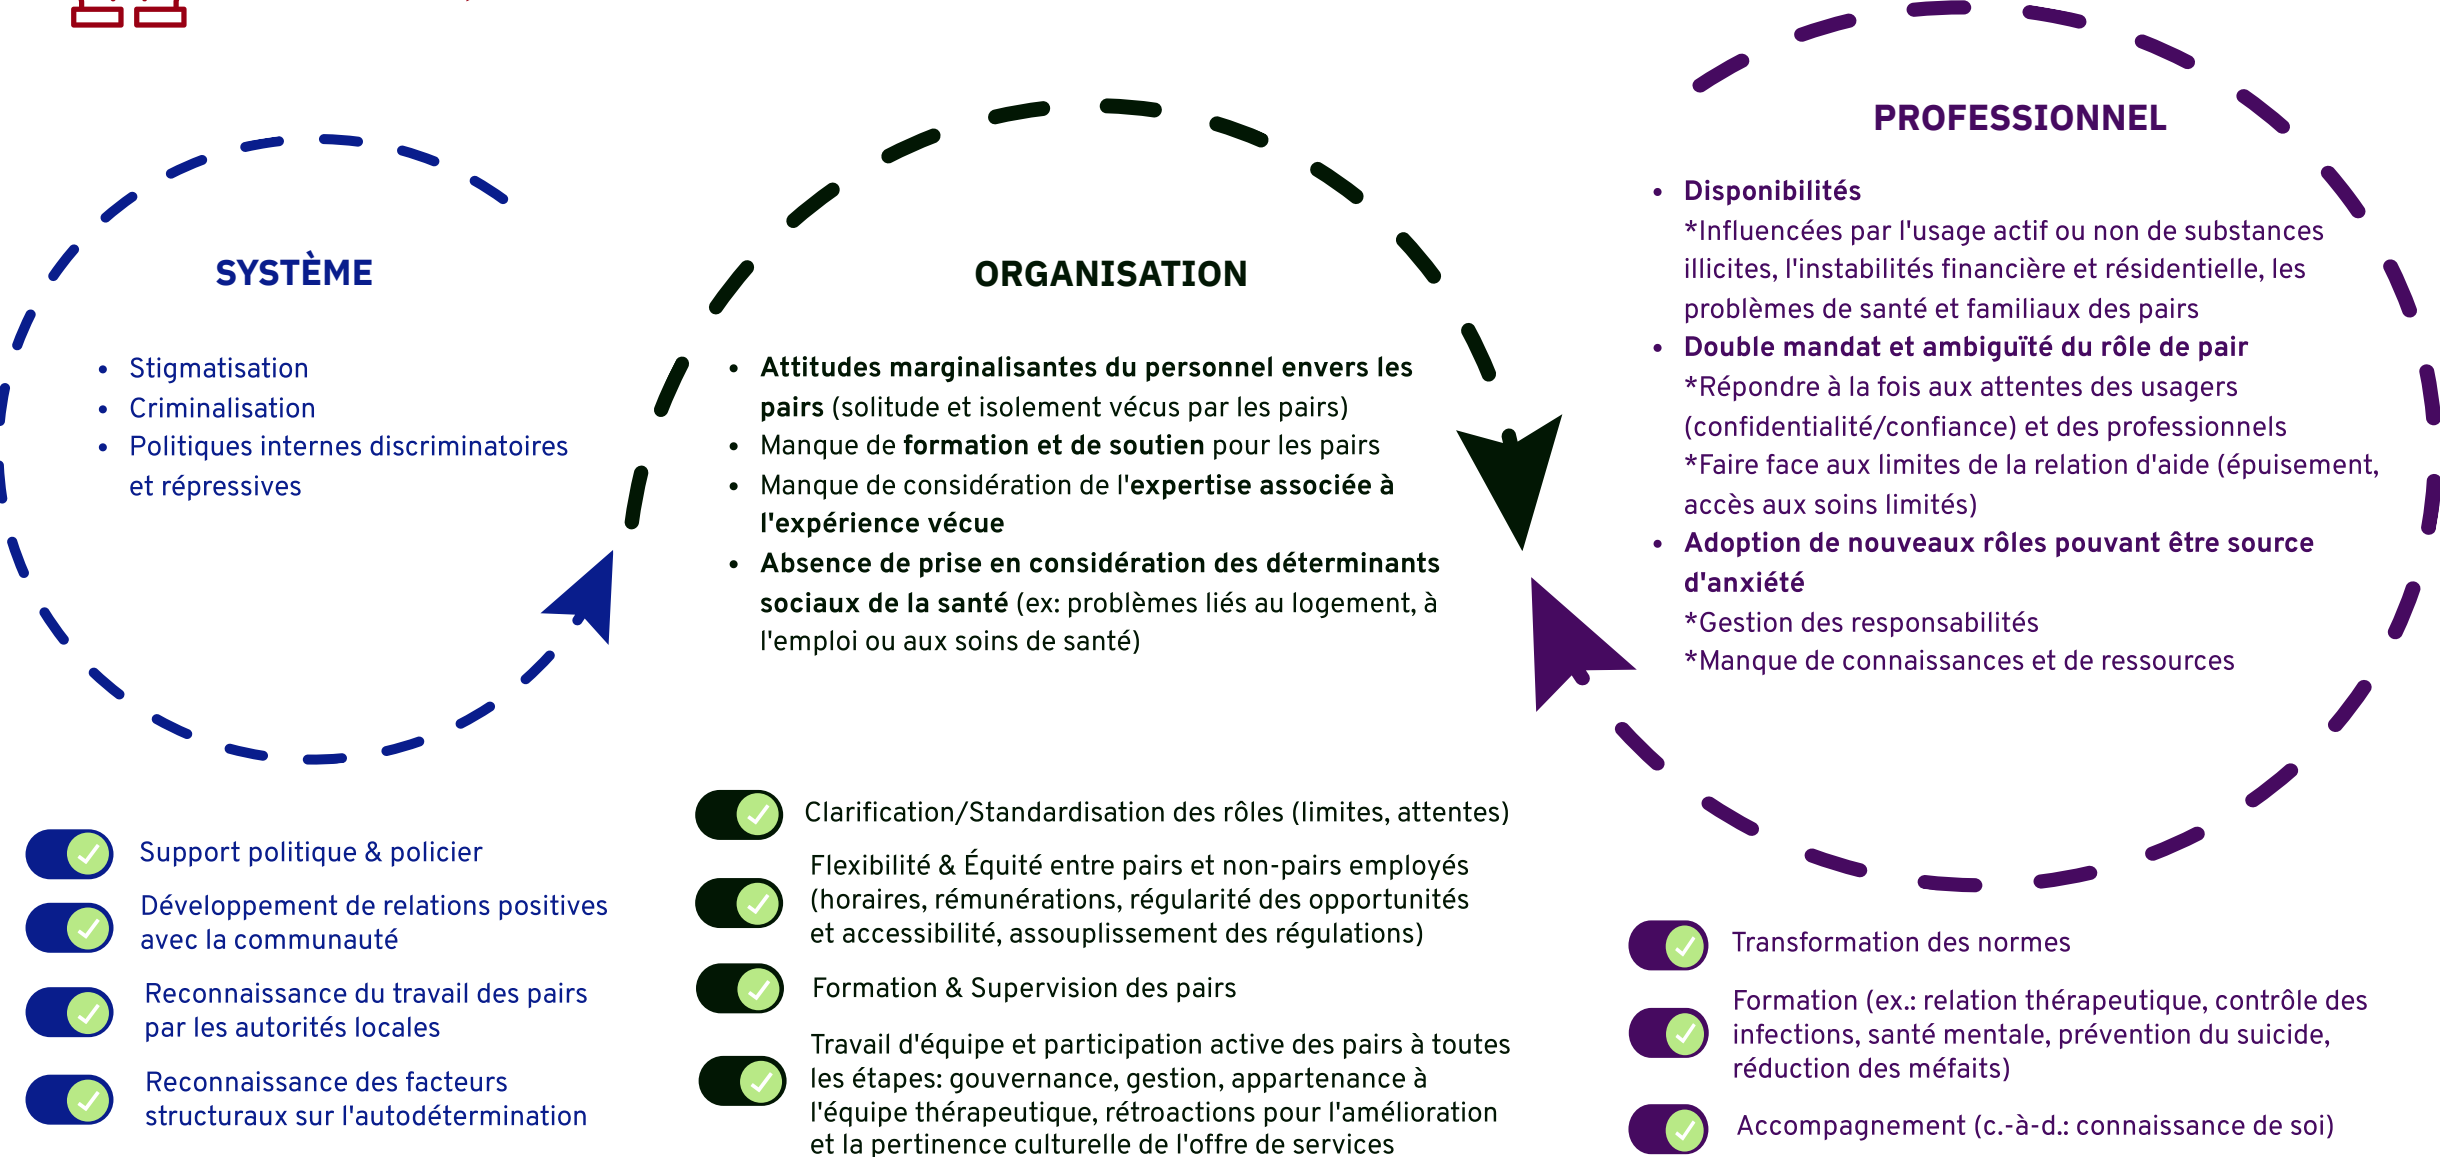 SYSTÈME
• Stigmatisation
• Criminalisation
• Politiques internes discriminatoires
et répressives
Support politique & policier
Développement de relations positives
avec la communauté
Reconnaissance du travail des pairs
par les autorités locales
Reconnaissance des facteurs
structuraux sur l'autodétermination
ORGANISATION
• Attitudes marginalisantes du personnel envers les
pairs (solitude et isolement vécus par les pairs)
• Manque de formation et de soutien pour les pairs
• Manque de considération de l'expertise associée à
l'expérience vécue
• Absence de prise en considération des déterminants
sociaux de la santé (ex: problèmes liés au logement, à
l'emploi ou aux soins de santé)
Clarification/Standardisation des rôles (limites, attentes)
Flexibilité & Équité entre pairs et non-pairs employés
(horaires, rémunérations, régularité des opportunités
et accessibilité, assouplissement des régulations)
Formation & Supervision des pairs
Travail d'équipe et participation active des pairs à toutes
les étapes: gouvernance, gestion, appartenance à
l'équipe thérapeutique, rétroactions pour l'amélioration
et la pertinence culturelle de l'offre de services
PROFESSIONNEL
• Disponibilités
*Influencées par l'usage actif ou non de substances
illicites, l'instabilités financière et résidentielle, les
problèmes de santé et familiaux des pairs
• Double mandat et ambiguïté du rôle de pair
*Répondre à la fois aux attentes des usagers
(confidentialité/confiance) et des professionnels
*Faire face aux limites de la relation d'aide (épuisement,
accès aux soins limités)
• Adoption de nouveaux rôles pouvant être source
d'anxiété
*Gestion des responsabilités
*Manque de connaissances et de ressources
Transformation des normes
Formation (ex.: relation thérapeutique, contrôle des
infections, santé mentale, prévention du suicide,
réduction des méfaits)
Accompagnement (c.-à-d.: connaissance de soi)